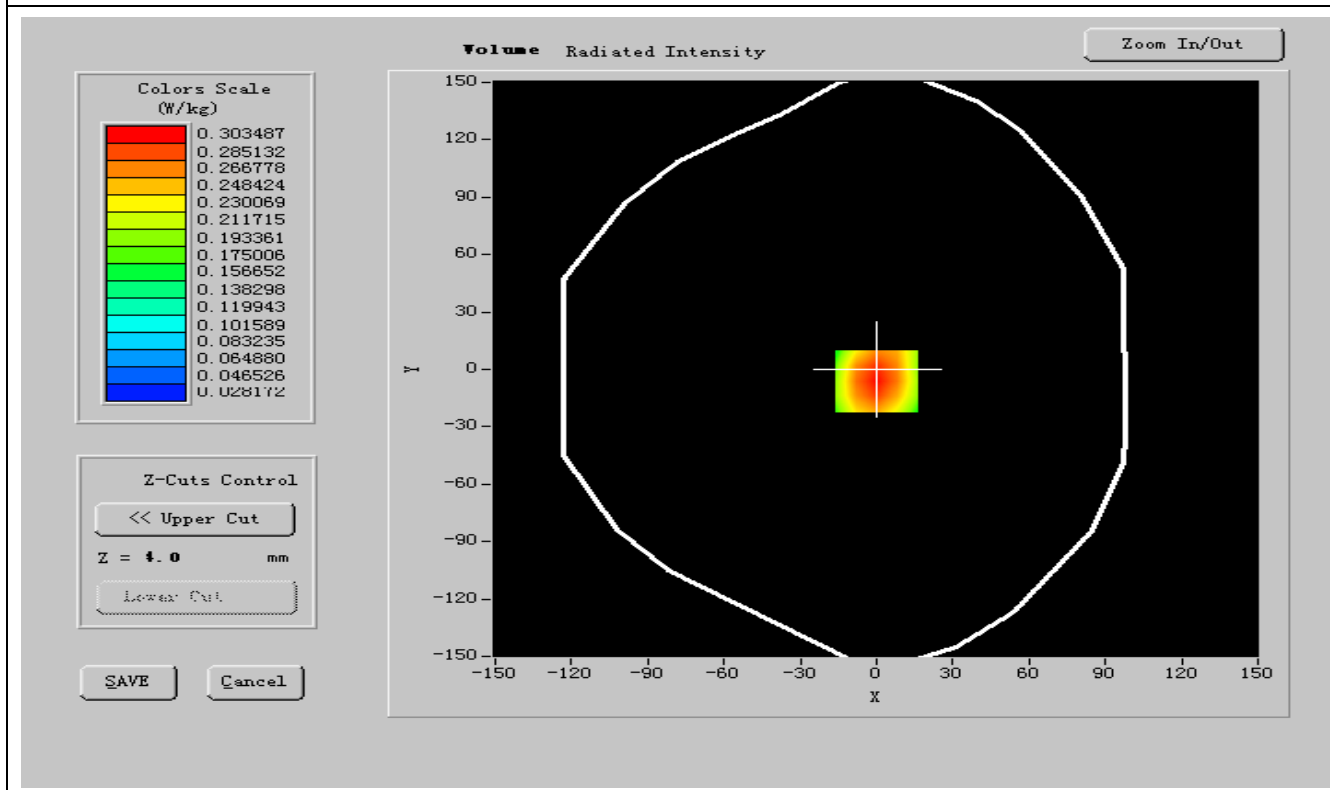 Volume Radiated Intensity
Zoom In/Out
Colors Scale
(W/kg)
0.303487
0.285132
0.266778
0.248424
0.230069
0.211715
0.193361
0.175006
0.156652
0.138298
0.119943
0.101589
0.083235
0.064880
0.046526
0.028172
Z-Cuts Control
<< Upper Cut
Z = 4.0 mm
Lower Cut
SAVE Cancel
150
120
90
60
30
0
-30
-60
-90
-120
-150
Y
-150 -120 -90 -60 -30 0 30 60 90 120 150
X